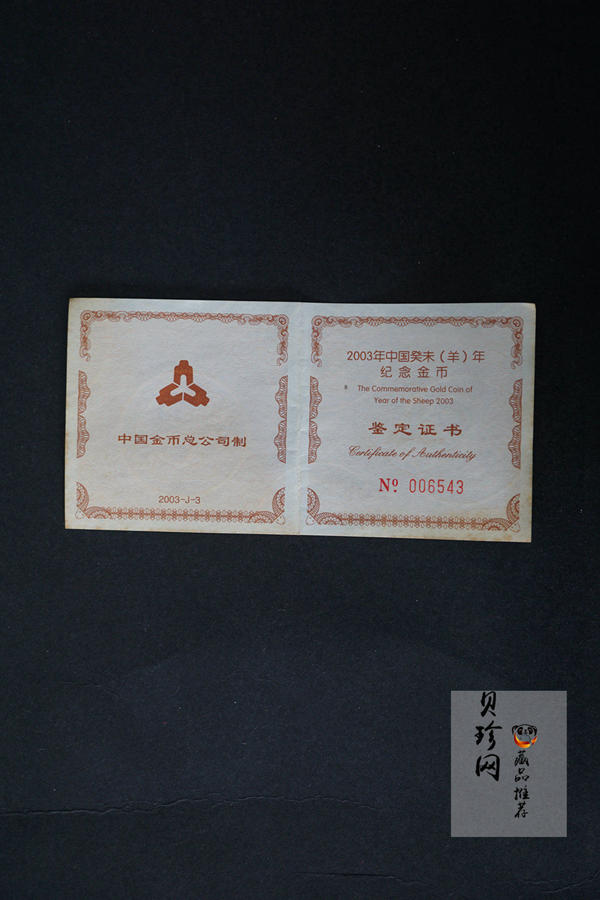 中国金币总公司制
2003-J-3
2003年中国癸未（羊）年
纪念金币
The Commemorative Gold Coin of
Year of the Sheep 2003
鉴定证书
Certificate of Authenticity
Nº 006543
贝珍网
藏品推荐